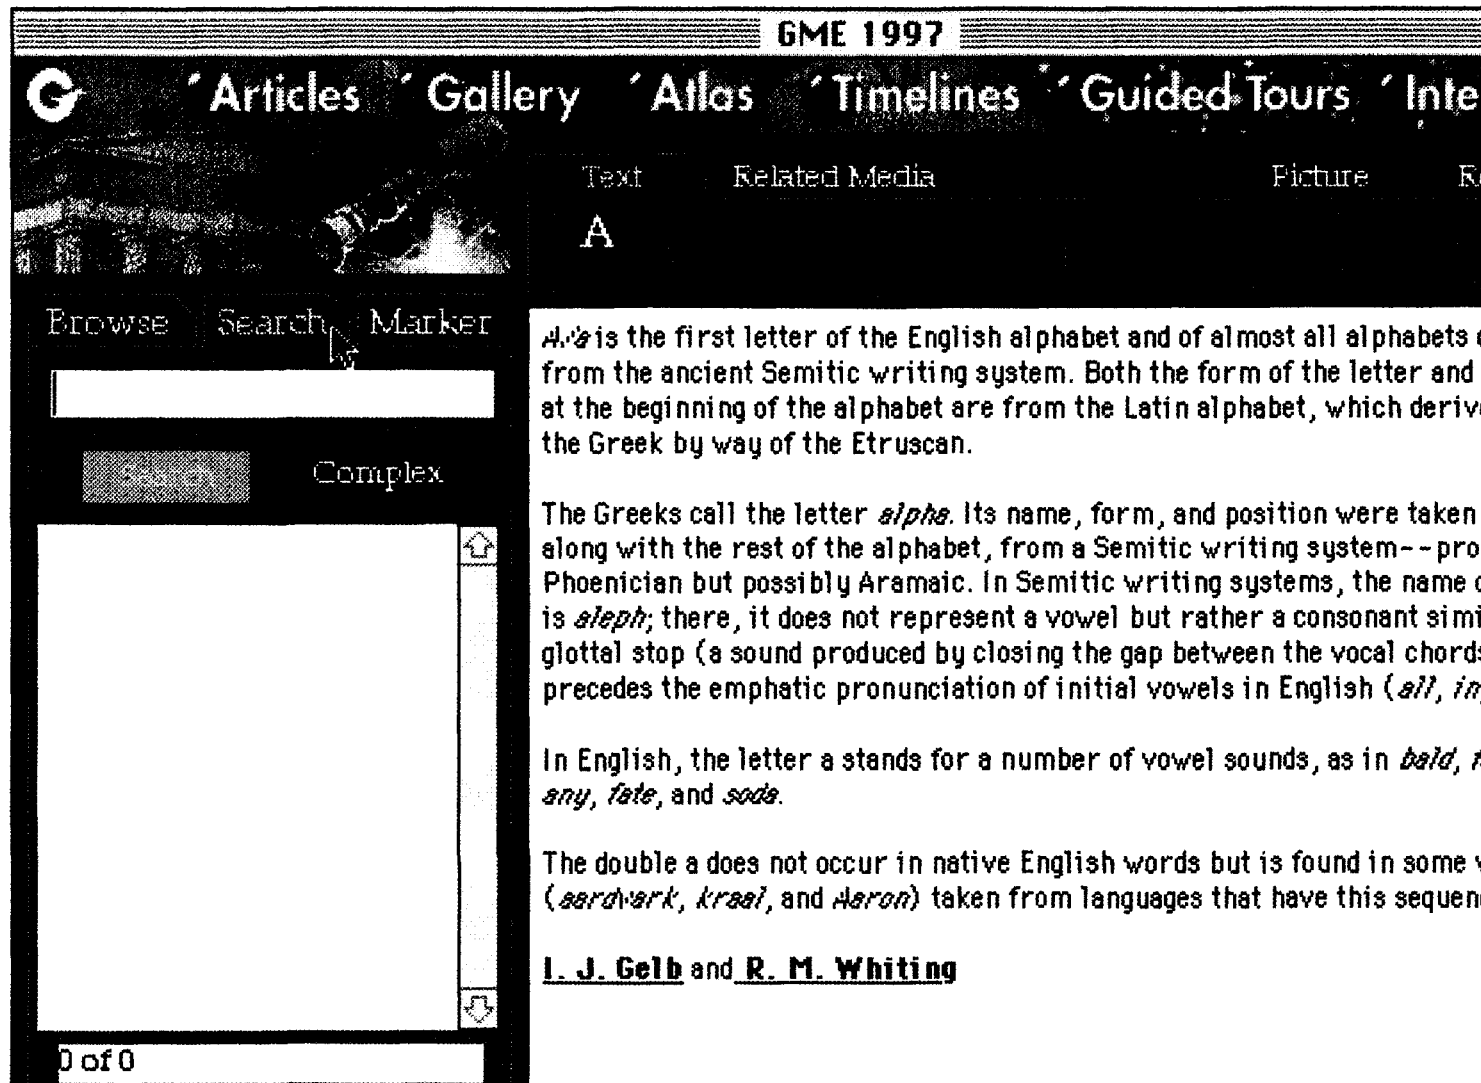 GME 1997
G Articles Gallery Atlas Timelines Guided Tours Inte
Text Related Media Picture
A
Browse Search Marker
A, a is the first letter of the English alphabet and of almost all alphabets
from the ancient Semitic writing system. Both the form of the letter and
at the beginning of the alphabet are from the Latin alphabet, which deriv
the Greek by way of the Etruscan.
Search Complex
The Greeks call the letter alpha. Its name, form, and position were taken
along with the rest of the alphabet, from a Semitic writing system--pro
Phoenician but possibly Aramaic. In Semitic writing systems, the name
is aleph; there, it does not represent a vowel but rather a consonant simi
glottal stop (a sound produced by closing the gap between the vocal chords
precedes the emphatic pronunciation of initial vowels in English (all, in
In English, the letter a stands for a number of vowel sounds, as in bald,
any, fate, and soda.
The double a does not occur in native English words but is found in some
(aardvark, kraal, and Aaron) taken from languages that have this sequen
I. J. Gelb and R. M. Whiting
0 of 0